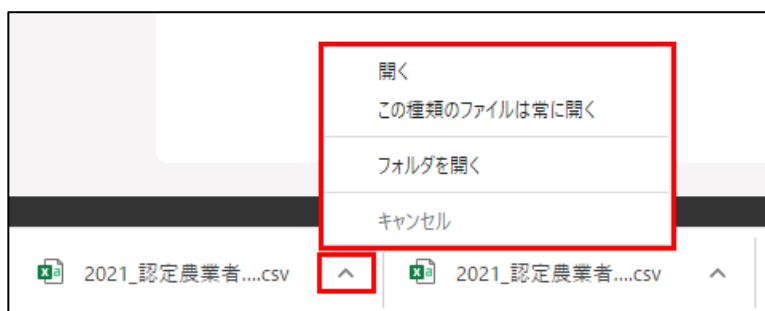 開く
この種類のファイルは常に開く
フォルダを開く
キャンセル
2021_認定農業者....csv
2021_認定農業者....csv